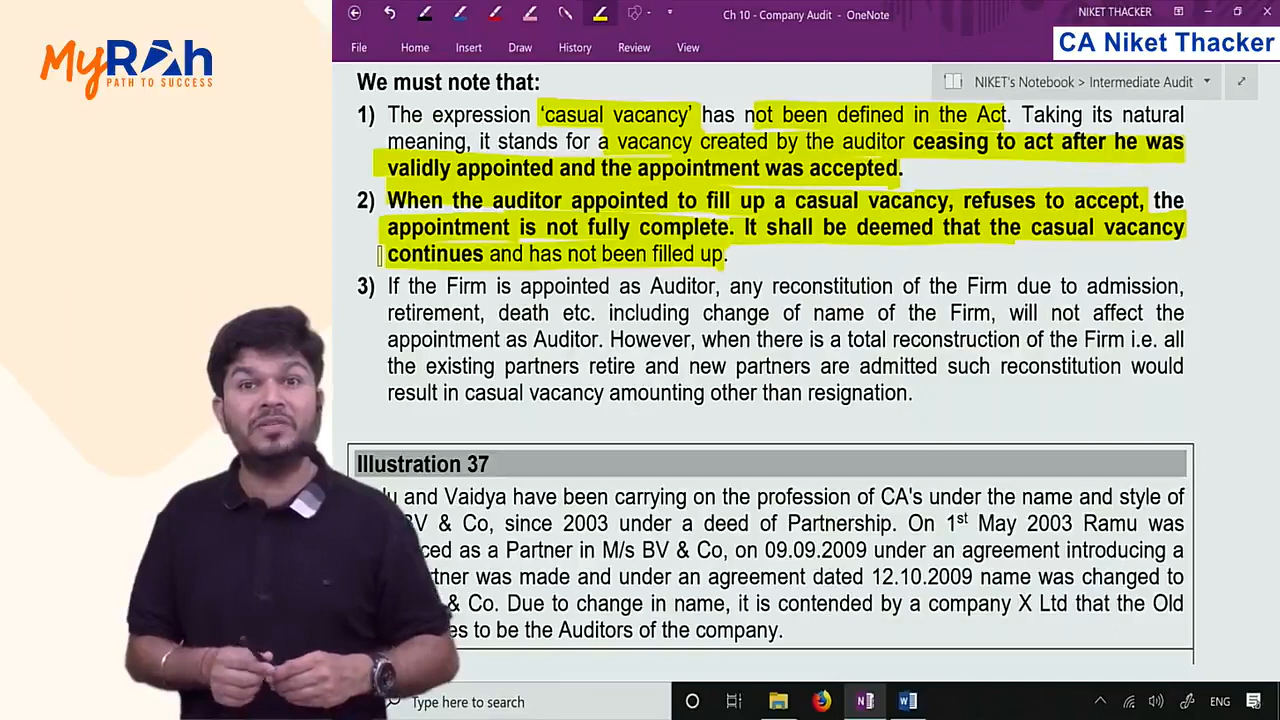 MyRAh
PATH TO SUCCESS
Ch 10 - Company Audit - OneNote
NIKET THACKER
File Home Insert Draw History Review View
CA Niket Thacker
NIKET's Notebook > Intermediate Audit
We must note that:
1) The expression ‘casual vacancy’ has not been defined in the Act. Taking its natural
meaning, it stands for a vacancy created by the auditor ceasing to act after he was
validly appointed and the appointment was accepted.
2) When the auditor appointed to fill up a casual vacancy, refuses to accept, the
appointment is not fully complete. It shall be deemed that the casual vacancy
continues and has not been filled up.
3) If the Firm is appointed as Auditor, any reconstitution of the Firm due to admission,
retirement, death etc. including change of name of the Firm, will not affect the
appointment as Auditor. However, when there is a total reconstruction of the Firm i.e. all
the existing partners retire and new partners are admitted such reconstitution would
result in casual vacancy amounting other than resignation.
Illustration 37
and Vaidya have been carrying on the profession of CA's under the name and style of
BV & Co, since 2003 under a deed of Partnership. On 1st May 2003 Ramu was
as a Partner in M/s BV & Co, on 09.09.2009 under an agreement introducing a
was made and under an agreement dated 12.10.2009 name was changed to
& Co. Due to change in name, it is contended by a company X Ltd that the Old
to be the Auditors of the company.
Type here to search
ENG